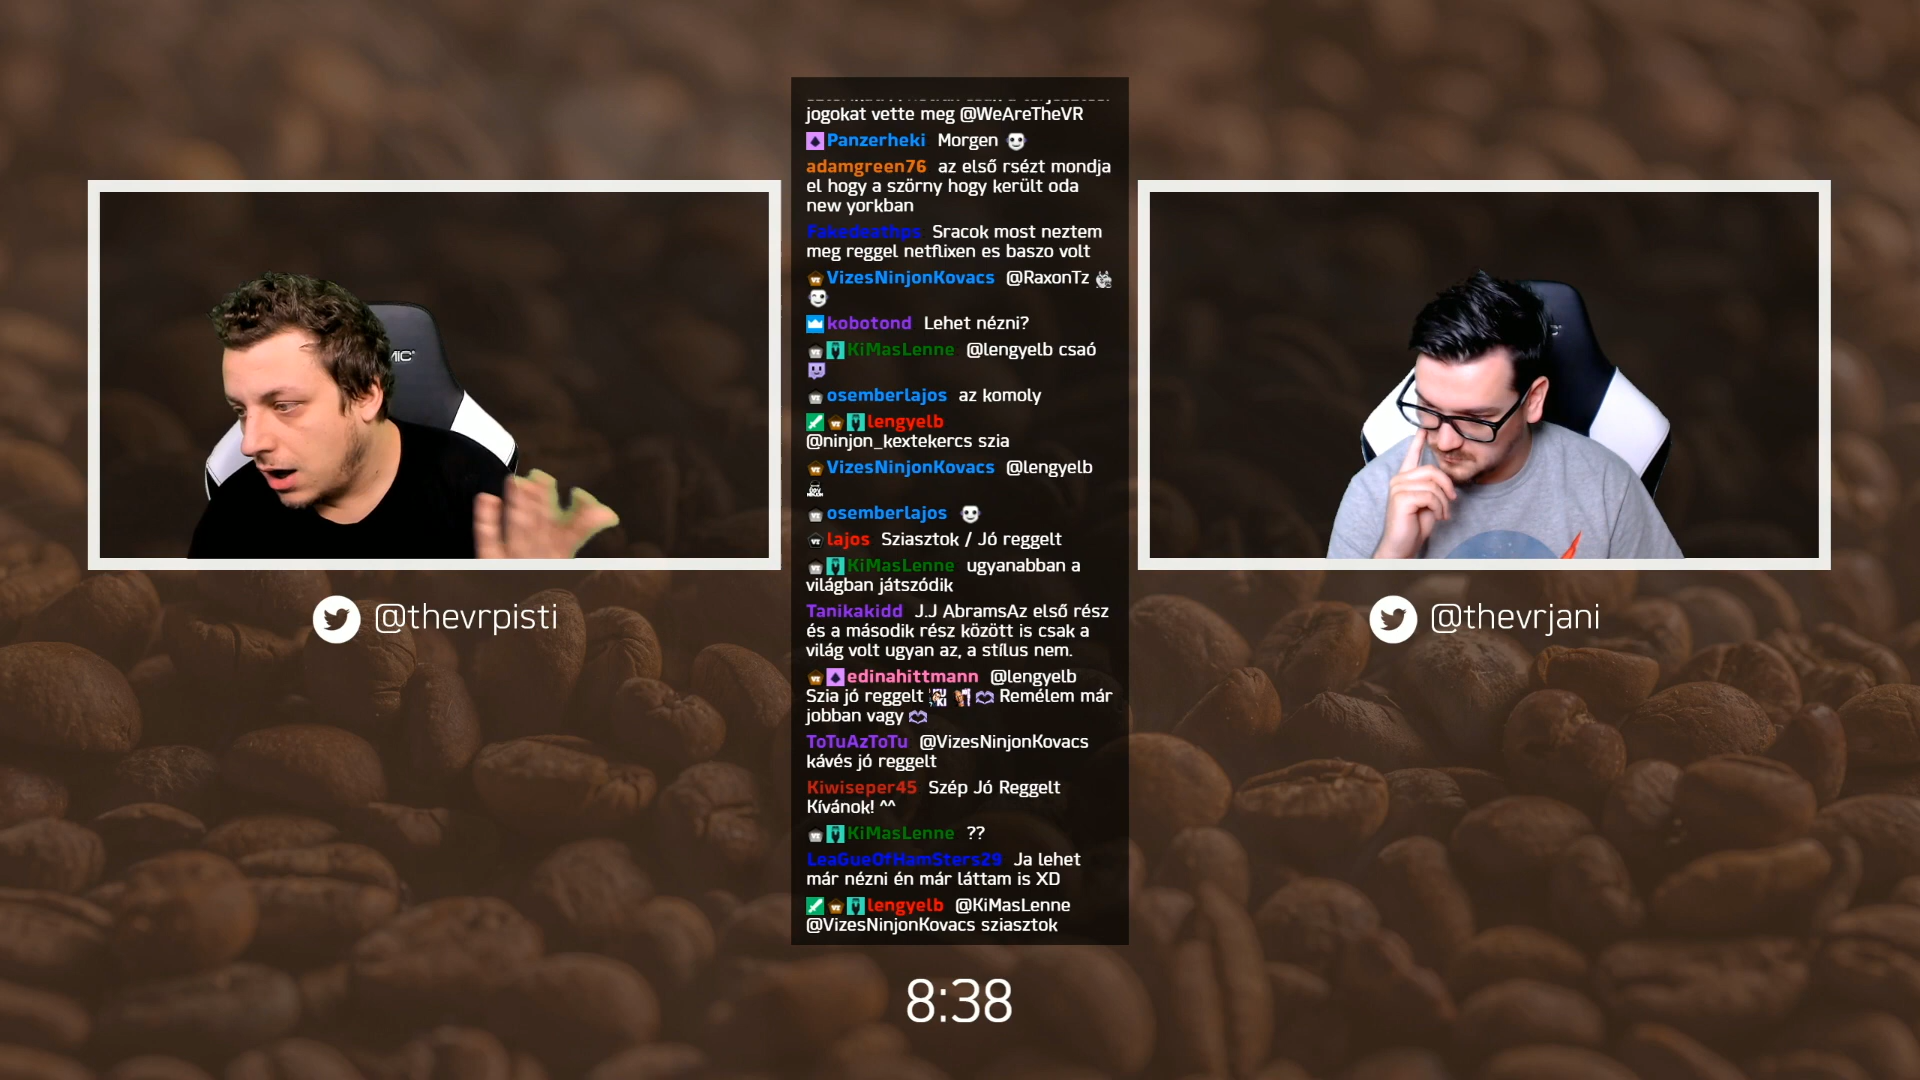 jogokat vette meg @WeAreTheVR
Panzerheki Morgen
adamgreen76 az első rsézt mondja
el hogy a szörny hogy került oda
new yorkban
Fakedeathps Sracok most neztem
meg reggel netflixen es baszo volt
VizesNinjonKovacs @RaxonTz
kobotond Lehet nézni?
KiMasLenne @lengyelb csaó
osemberlajos az komoly
lengyelb
@ninjon_kextekercs szia
VizesNinjonKovacs @lengyelb
osemberlajos
lajos Sziasztok / Jó reggelt
KiMasLenne ugyanabban a
világban játszódik
Tanikakidd J.J AbramsAz első rész
és a második rész között is csak a
világ volt ugyan az, a stílus nem.
edinahittmann @lengyelb
Szia jó reggelt Remélem már
jobban vagy
ToTuAzToTu @VizesNinjonKovacs
kávés jó reggelt
Kiwiseper45 Szép Jó Reggelt
Kívánok! ^^
KiMasLenne ??
LeaGueOfHamSters29 Ja lehet
már nézni én már láttam is XD
lengyelb @KiMasLenne
@VizesNinjonKovacs sziasztok
@thevrpisti
@thevrjani
8:38